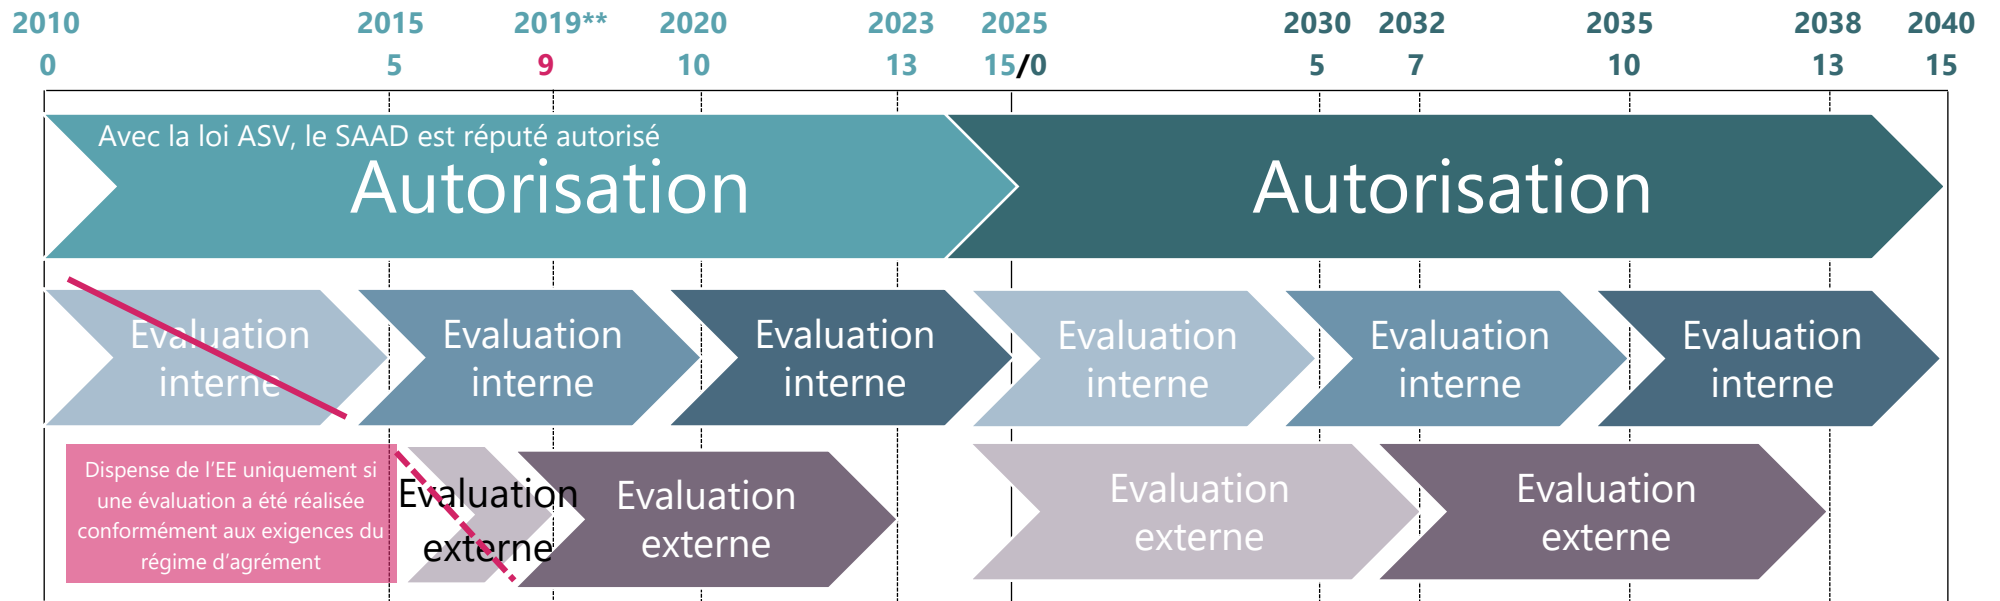 2010 2015 2019** 2020 2023 2025 2030 2032 2035 2038 2040
0 5 9 10 13 15/0 5 7 10 13 15
Avec la loi ASV, le SAAD est réputé autorisé
Autorisation
Autorisation
Evaluation
interne
Evaluation
interne
Evaluation
interne
Evaluation
interne
Evaluation
interne
Evaluation
interne
Dispense de l'EE uniquement si
une évaluation a été réalisée
conformément aux exigences du
régime d'agrément
Evaluation
externe
Evaluation
externe
Evaluation
externe
Evaluation
externe